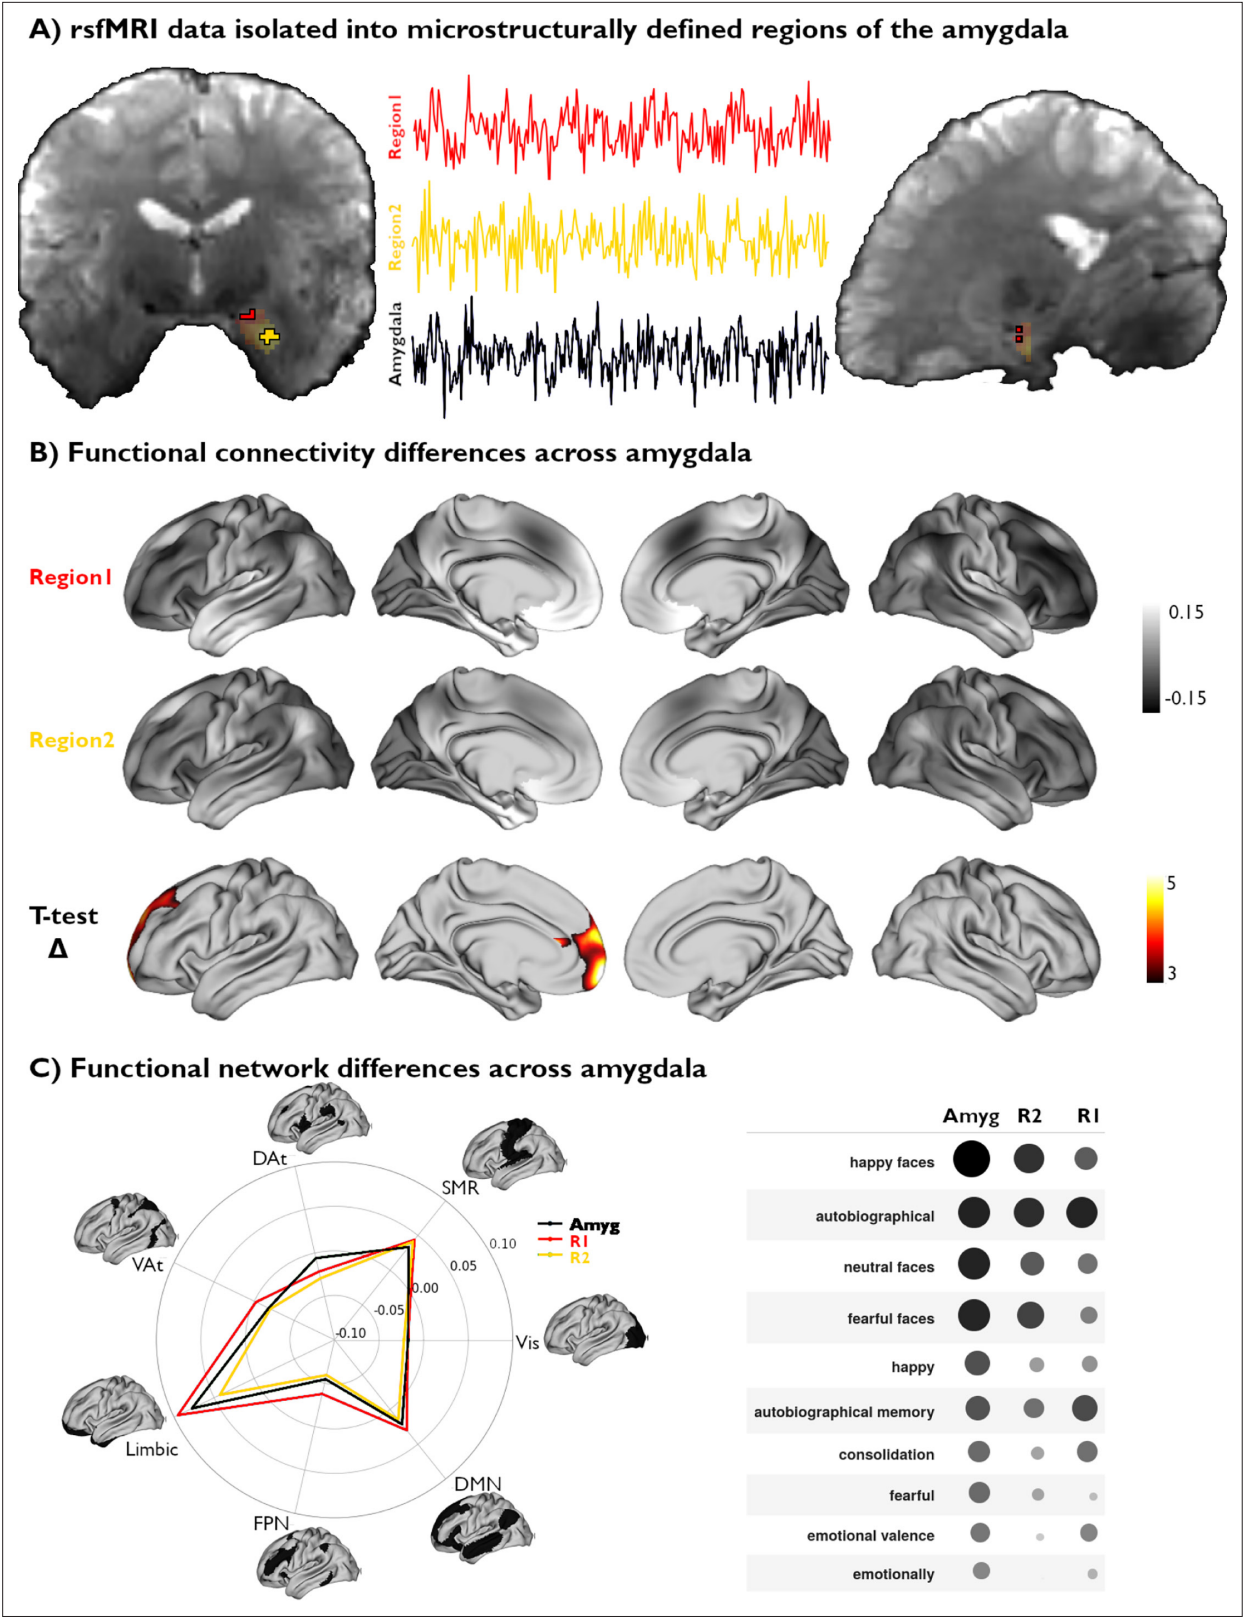 A) rsfMRI data isolated into microstructurally defined regions of the amygdala
Region1
Region2
Amygdala
B) Functional connectivity differences across amygdala
Region1
0.15
-0.15
Region2
T-test
Δ
5
3
C) Functional network differences across amygdala
DAt
SMR
VAt
Amyg
R1
R2
0.10
0.05
0.00
-0.05
-0.10
Vis
Limbic
DMN
FPN
Amyg R2 R1
happy faces
autobiographical
neutral faces
fearful faces
happy
autobiographical memory
consolidation
fearful
emotional valence
emotionally